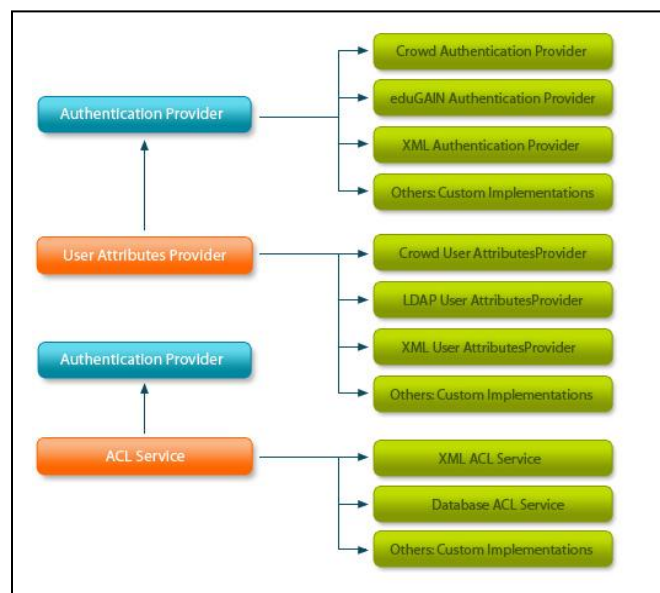 Authentication Provider
Crowd Authentication Provider
eduGAIN Authentication Provider
XML Authentication Provider
Others: Custom Implementations
User Attributes Provider
Crowd User AttributesProvider
LDAP User AttributesProvider
XML User AttributesProvider
Others: Custom Implementations
Authentication Provider
ACL Service
XML ACL Service
Database ACL Service
Others: Custom Implementations